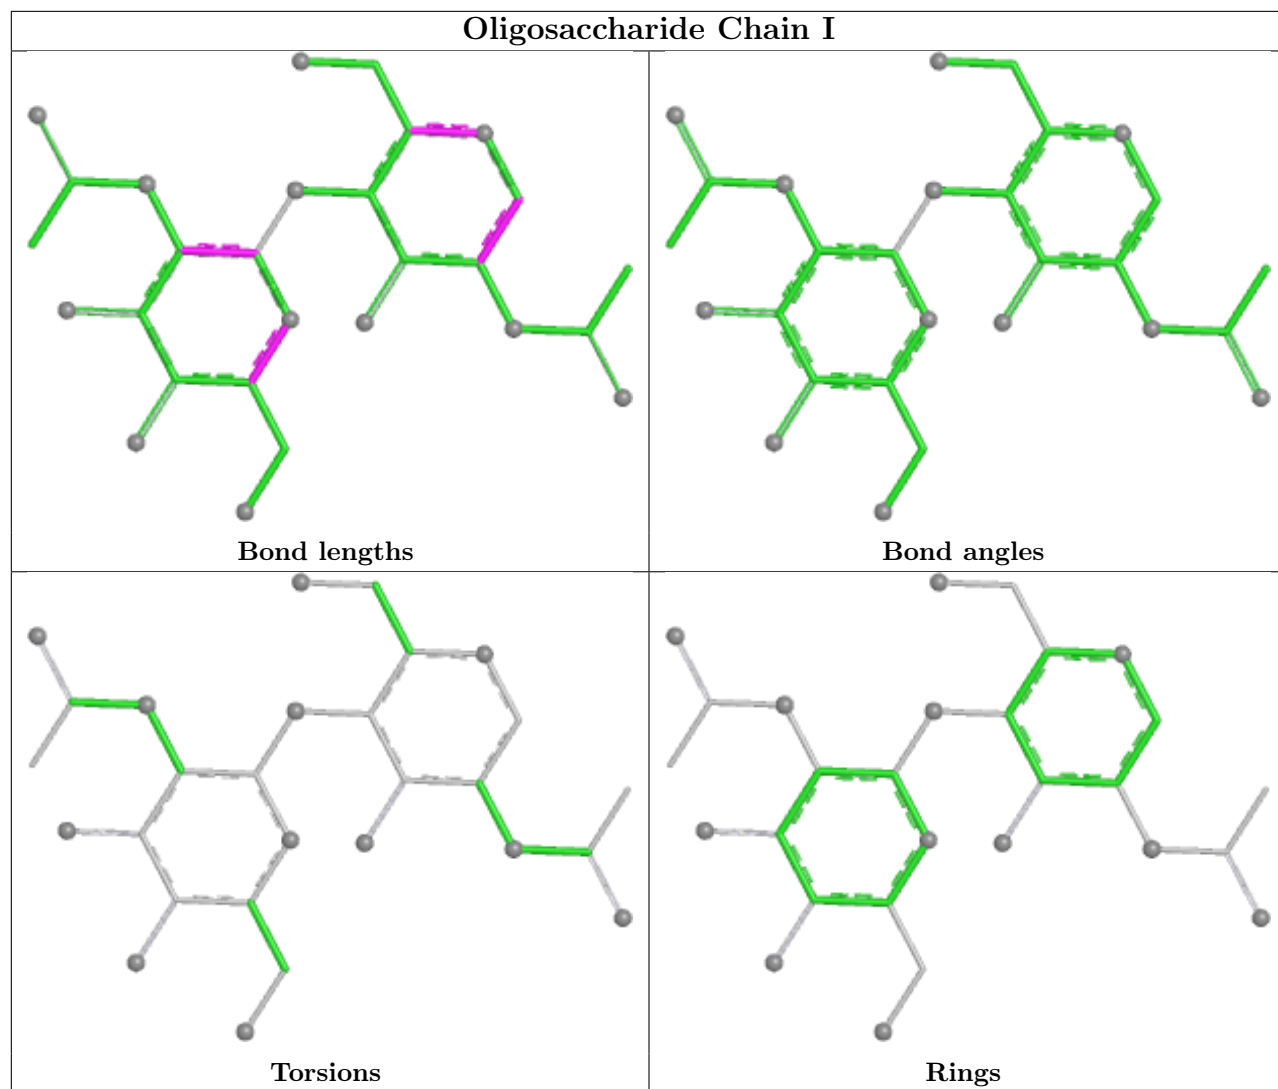 Oligosaccharide Chain I
Bond lengths
Bond angles
Torsions
Rings